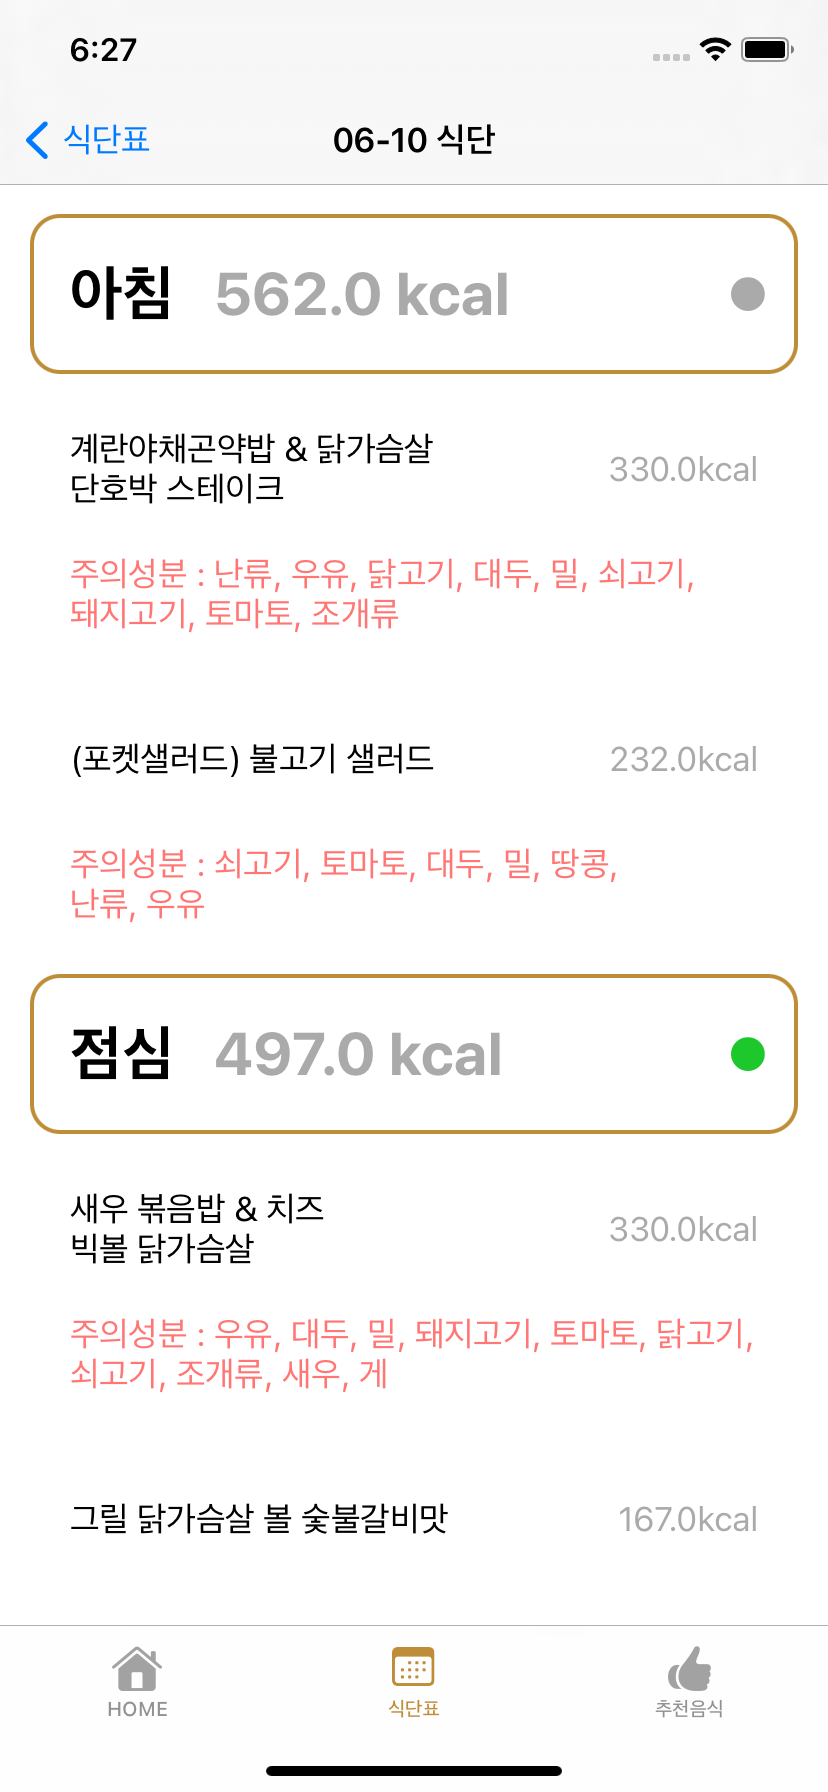 6:27
식단표
06-10 식단
아침 562.0 kcal
계란야채곤약밥 & 닭가슴살
단호박 스테이크
330.0kcal
주의성분 : 난류, 우유, 닭고기, 대두, 밀, 쇠고기,
돼지고기, 토마토, 조개류
(포켓샐러드) 불고기 샐러드 232.0kcal
주의성분 : 쇠고기, 토마토, 대두, 밀, 땅콩,
난류, 우유
점심 497.0 kcal
새우 볶음밥 & 치즈
빅볼 닭가슴살
330.0kcal
주의성분 : 우유, 대두, 밀, 돼지고기, 토마토, 닭고기,
쇠고기, 조개류, 새우, 게
그릴 닭가슴살 볼 숯불갈비맛 167.0kcal
HOME 식단표 추천음식